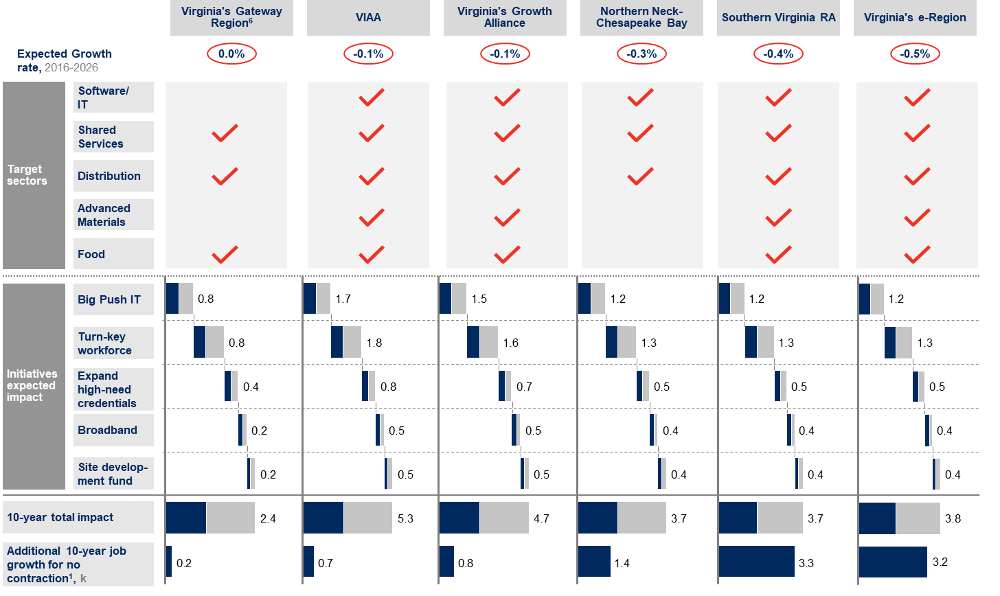 Virginia's Gateway
Region6
VIAA
Virginia's Growth
Alliance
Northern Neck-
Chesapeake Bay
Southern Virginia RA
Virginia's e-Region
Expected Growth
rate, 2016-2026
0.0%
-0.1%
-0.1%
-0.3%
-0.4%
-0.5%
Target
sectors
Software/
IT
Shared
Services
Distribution
Advanced
Materials
Food
Initiatives
expected
impact
Big Push IT
0.8
1.7
1.5
1.2
1.2
1.2
Turn-key
workforce
0.8
1.8
1.6
1.3
1.3
1.3
Expand
high-need
credentials
0.4
0.8
0.7
0.5
0.5
0.5
Broadband
0.2
0.5
0.5
0.4
0.4
0.4
Site develop-
ment fund
0.2
0.5
0.5
0.4
0.4
0.4
10-year total impact
2.4
5.3
4.7
3.7
3.7
3.8
Additional 10-year job
growth for no
contraction1, k
0.2
0.7
0.8
1.4
3.3
3.2